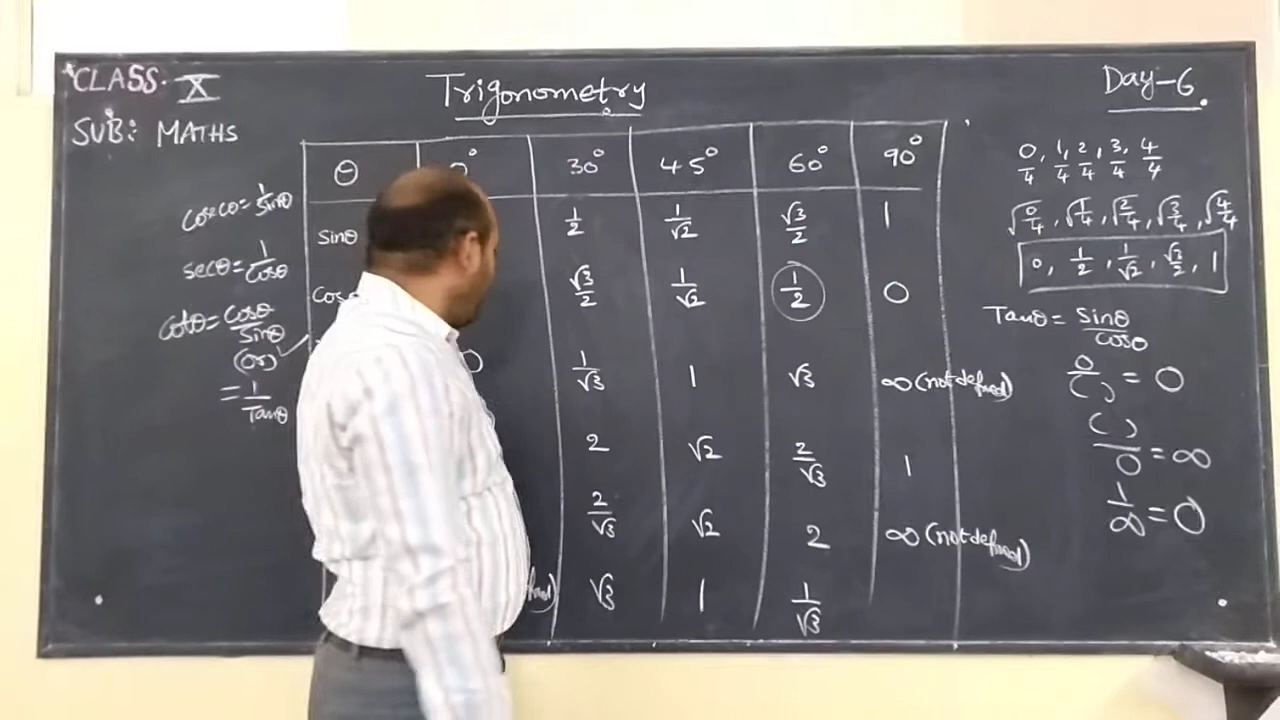 CLASS. X
SUB: MATHS
Trigonometry
Day-6
θ 30° 45° 60° 90°
sinθ 1/2 1/√2 √3/2 1
√3/2 1/√2 1/2 0
0 1/√3 1 √3 ∞(not defined)
2 √2 2/√3 1
2/√3 √2 2 ∞(not defined)
√3 1 1/√3
cosecθ = 1/sinθ
secθ = 1/cosθ
cotθ = cosθ/sinθ
(or)
= 1/Tanθ
0/4, 1/4, 2/4, 3/4, 4/4
√0/4, √1/4, √2/4, √3/4, √4/4
0, 1/2, 1/√2, √3/2, 1
Tanθ = sinθ/cosθ
0/( ) = 0
( )/0 = ∞
1/∞ = 0